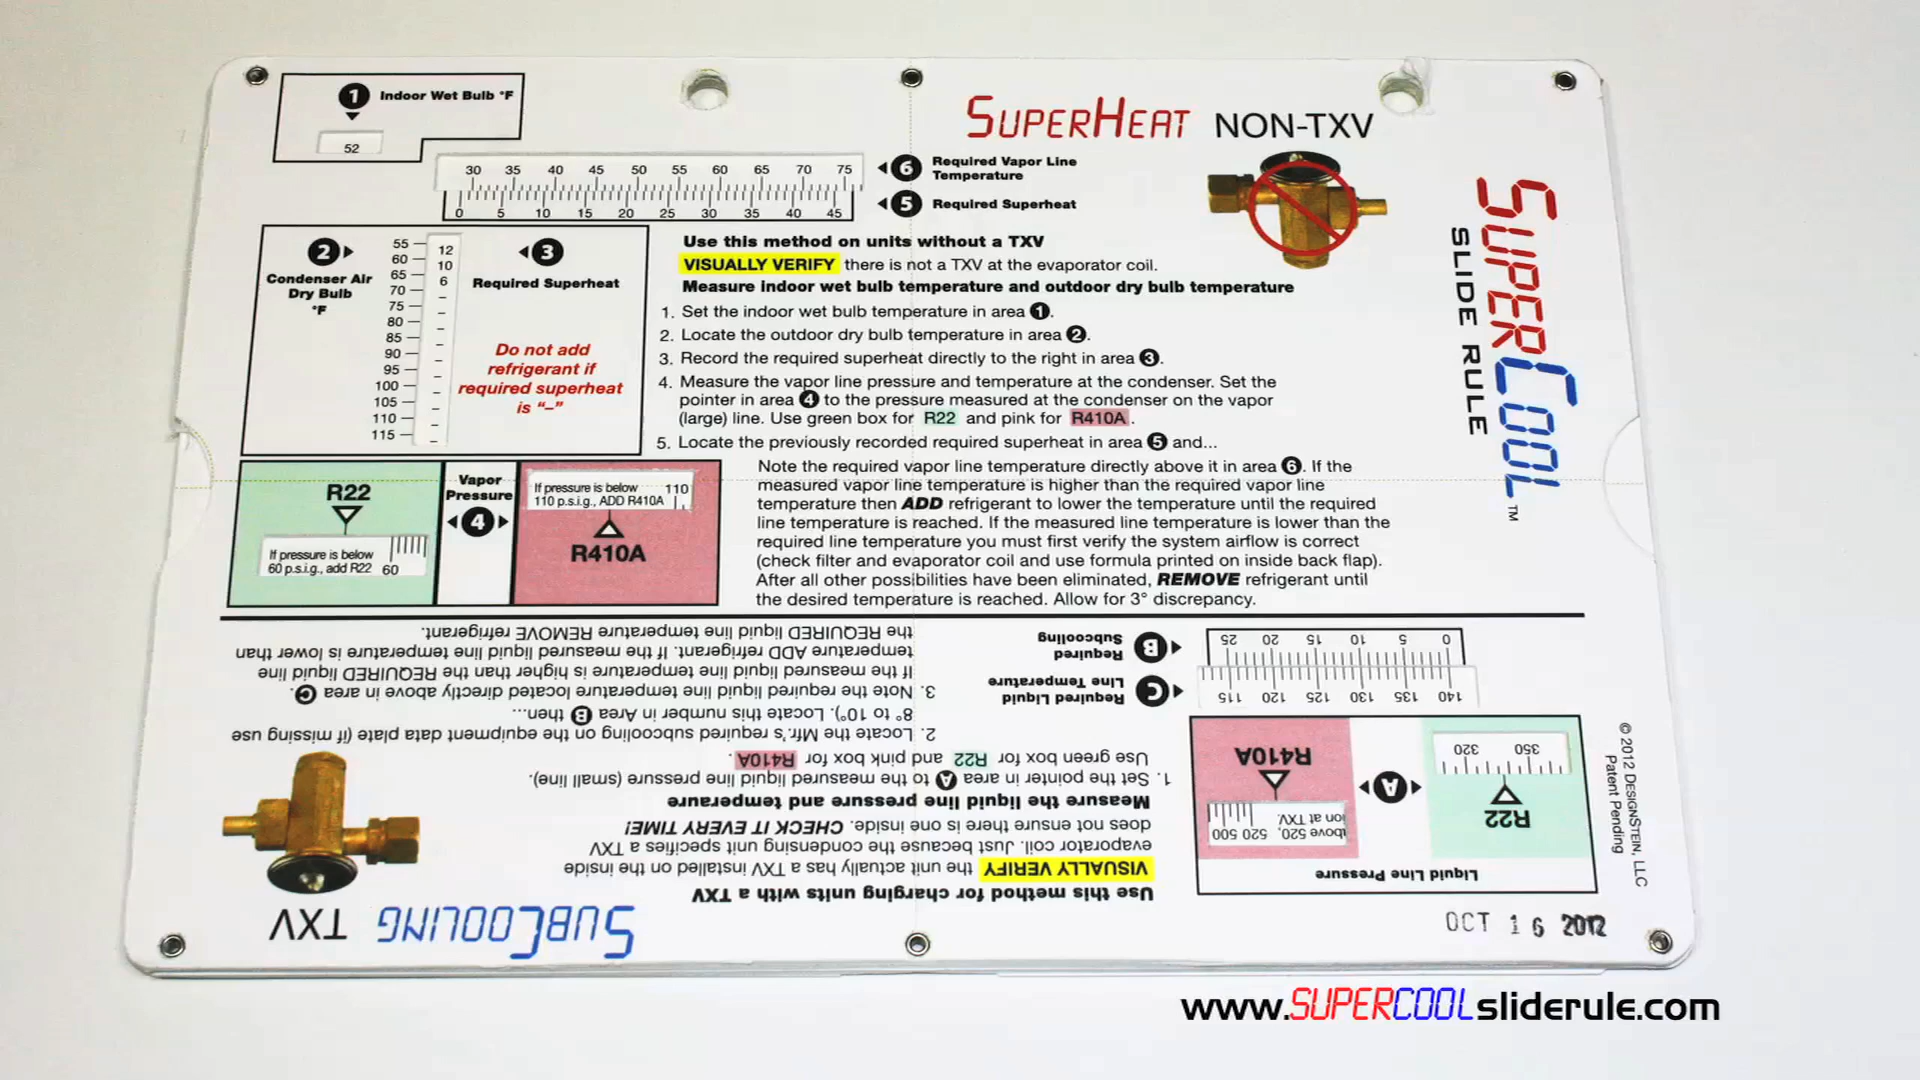 1 Indoor Wet Bulb °F
52
30 35 40 45 50 55 60 65 70 75
6 Required Vapor Line
Temperature
0 5 10 15 20 25 30 35 40 45
5 Required Superheat
SUPERHEAT NON-TXV
SUPERCOOL™
SLIDE RULE
2
Condenser Air
Dry Bulb
°F
55 12
60 10
65 6
70 –
75 –
80 –
85 –
90 –
95 –
100 –
105 –
110 –
115 –
3
Required Superheat
Do not add
refrigerant if
required superheat
is “–”
Use this method on units without a TXV
VISUALLY VERIFY there is not a TXV at the evaporator coil.
Measure indoor wet bulb temperature and outdoor dry bulb temperature
1. Set the indoor wet bulb temperature in area 1.
2. Locate the outdoor dry bulb temperature in area 2.
3. Record the required superheat directly to the right in area 3.
4. Measure the vapor line pressure and temperature at the condenser. Set the
pointer in area 4 to the pressure measured at the condenser on the vapor
(large) line. Use green box for R22 and pink for R410A.
5. Locate the previously recorded required superheat in area 5 and...
Note the required vapor line temperature directly above it in area 6. If the
measured vapor line temperature is higher than the required vapor line
temperature then ADD refrigerant to lower the temperature until the required
line temperature is reached. If the measured line temperature is lower than the
required line temperature you must first verify the system airflow is correct
(check filter and evaporator coil and use formula printed on inside back flap).
After all other possibilities have been eliminated, REMOVE refrigerant until
the desired temperature is reached. Allow for 3° discrepancy.
R22
If pressure is below
60 p.s.i.g., add R22 60
Vapor
Pressure
4
If pressure is below 110
110 p.s.i.g., ADD R410A
R410A
SUBCOOLING TXV
Use this method for charging units with a TXV
VISUALLY VERIFY the unit actually has a TXV installed on the inside
evaporator coil. Just because the condensing unit specifies a TXV
does not ensure there is one inside. CHECK IT EVERY TIME!
Measure the liquid line pressure and temperaure
1. Set the pointer in area A to the measured liquid line pressure (small line).
Use green box for R22 and pink box for R410A.
2. Locate the Mfr.’s required subcooling on the equipment data plate (if missing use
8° to 10°). Locate this number in Area B then...
3. Note the required liquid line temperature located directly above in area C.
If the measured liquid line temperature is higher than the REQUIRED liquid line
temperature ADD refrigerant. If the measured liquid line temperature is lower than
the REQUIRED liquid line temperature REMOVE refrigerant.
Liquid Line Pressure
R22
350 320
A
above 520, 520 500
ion at TXV.
R410A
140 135 130 125 120 115
C Required Liquid
Line Temperature
0 5 10 15 20 25
B Required
Subcooling
© 2012 DESIGNSTEIN, LLC
Patent Pending
OCT 16 2012
www.SUPERCOOLsliderule.com